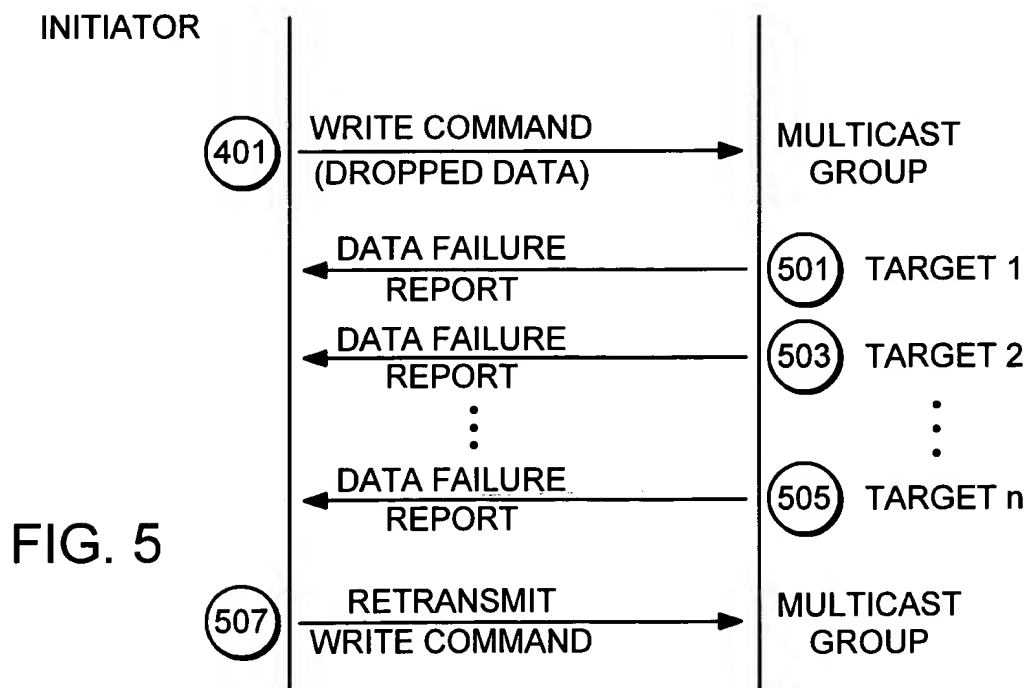 INITIATOR
401
WRITE COMMAND
(DROPPED DATA)
MULTICAST
GROUP
DATA FAILURE
REPORT
501 TARGET 1
DATA FAILURE
REPORT
503 TARGET 2
DATA FAILURE
REPORT
505 TARGET n
FIG. 5
507
RETRANSMIT
WRITE COMMAND
MULTICAST
GROUP